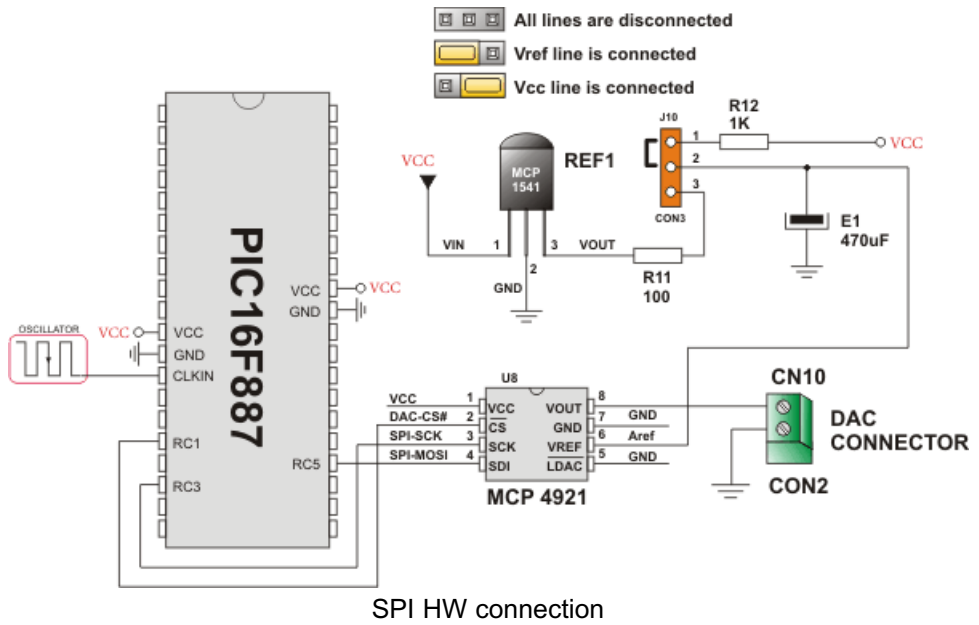 All lines are disconnected
Vref line is connected
Vcc line is connected
J10
R12
1K
1
VCC
2
3
CON3
VCC
MCP
1541
REF1
VIN
1
3
VOUT
2
GND
R11
100
E1
470uF
PIC16F887
VCC
VCC
GND
OSCILLATOR
VCC
VCC
GND
CLKIN
RC1
RC5
RC3
U8
VCC
1
VCC
VOUT
8
DAC-CS#
2
CS
GND
7
GND
SPI-SCK
3
SCK
VREF
6
Aref
SPI-MOSI
4
SDI
LDAC
5
GND
MCP 4921
CN10
DAC
CONNECTOR
CON2
SPI HW connection